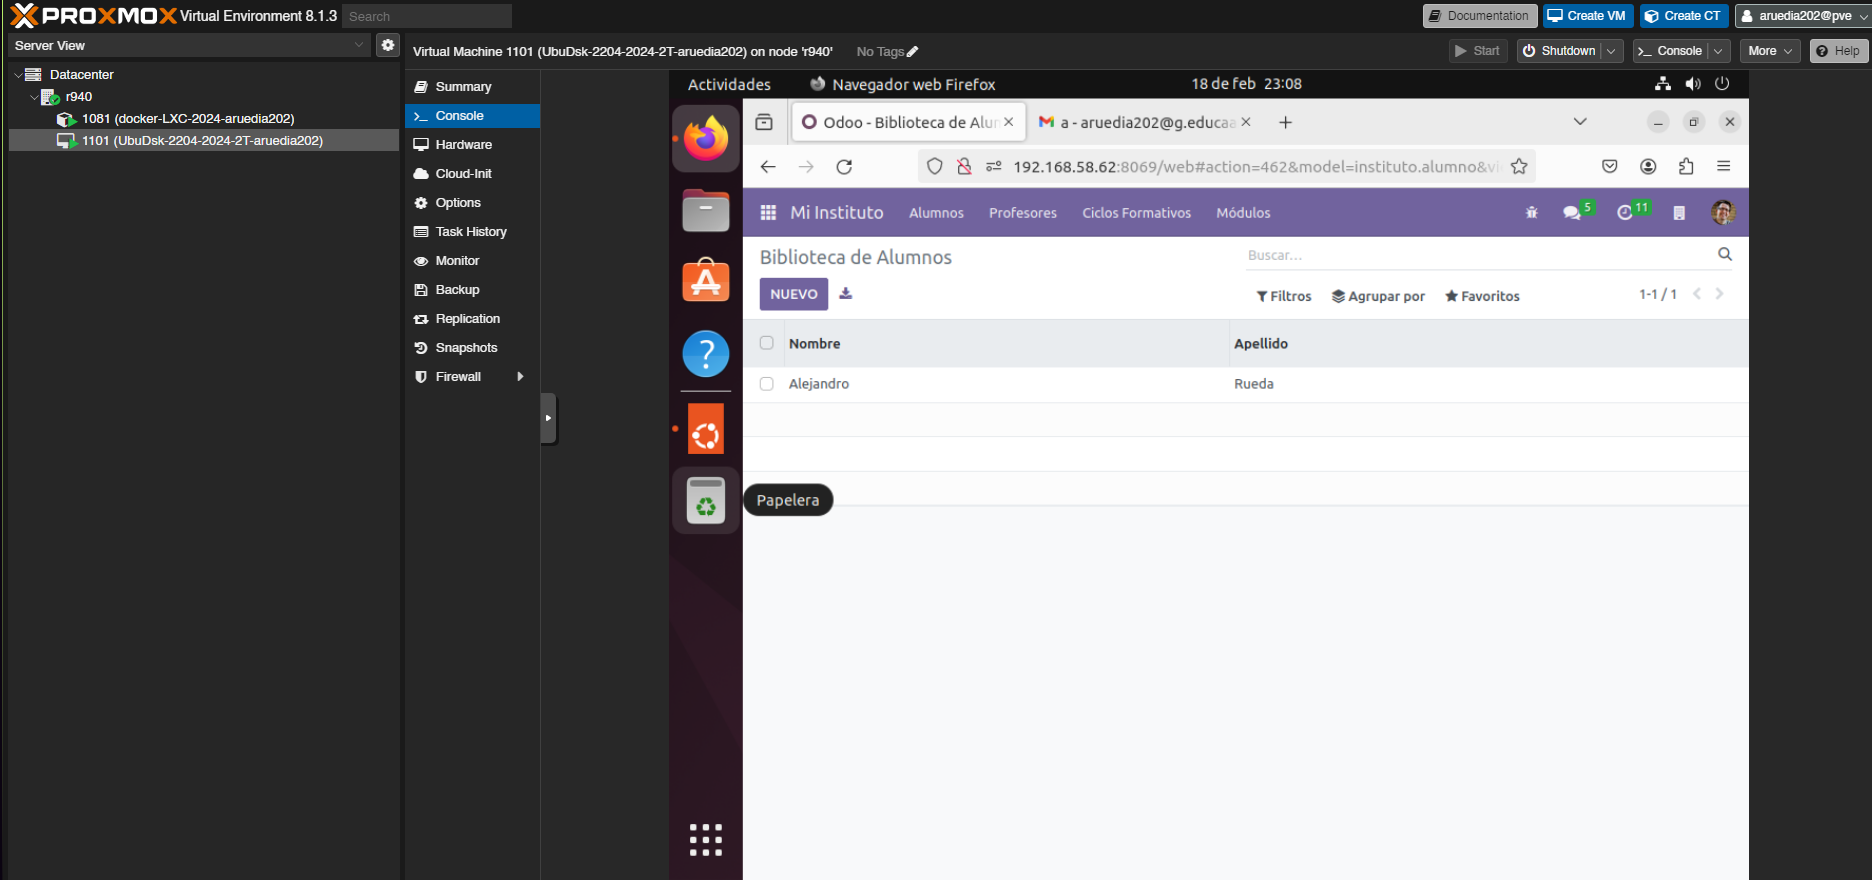 PROXMOX Virtual Environment 8.1.3
Search
Documentation
Create VM
Create CT
aruedia202@pve
Server View
Datacenter
r940
1081 (docker-LXC-2024-aruedia202)
1101 (UbuDsk-2204-2024-2T-aruedia202)
Virtual Machine 1101 (UbuDsk-2204-2024-2T-aruedia202) on node 'r940'
No Tags
Start
Shutdown
Console
More
Help
Summary
Console
Hardware
Cloud-Init
Options
Task History
Monitor
Backup
Replication
Snapshots
Firewall
Actividades
Navegador web Firefox
18 de feb 23:08
Odoo - Biblioteca de Alu
a - aruedia202@g.educaa
192.168.58.62:8069/web#action=462&model=instituto.alumno&vi
Mi Instituto
Alumnos
Profesores
Ciclos Formativos
Módulos
5
11
Biblioteca de Alumnos
Buscar...
NUEVO
Filtros
Agrupar por
Favoritos
1-1 / 1
Nombre
Apellido
Alejandro
Rueda
Papelera